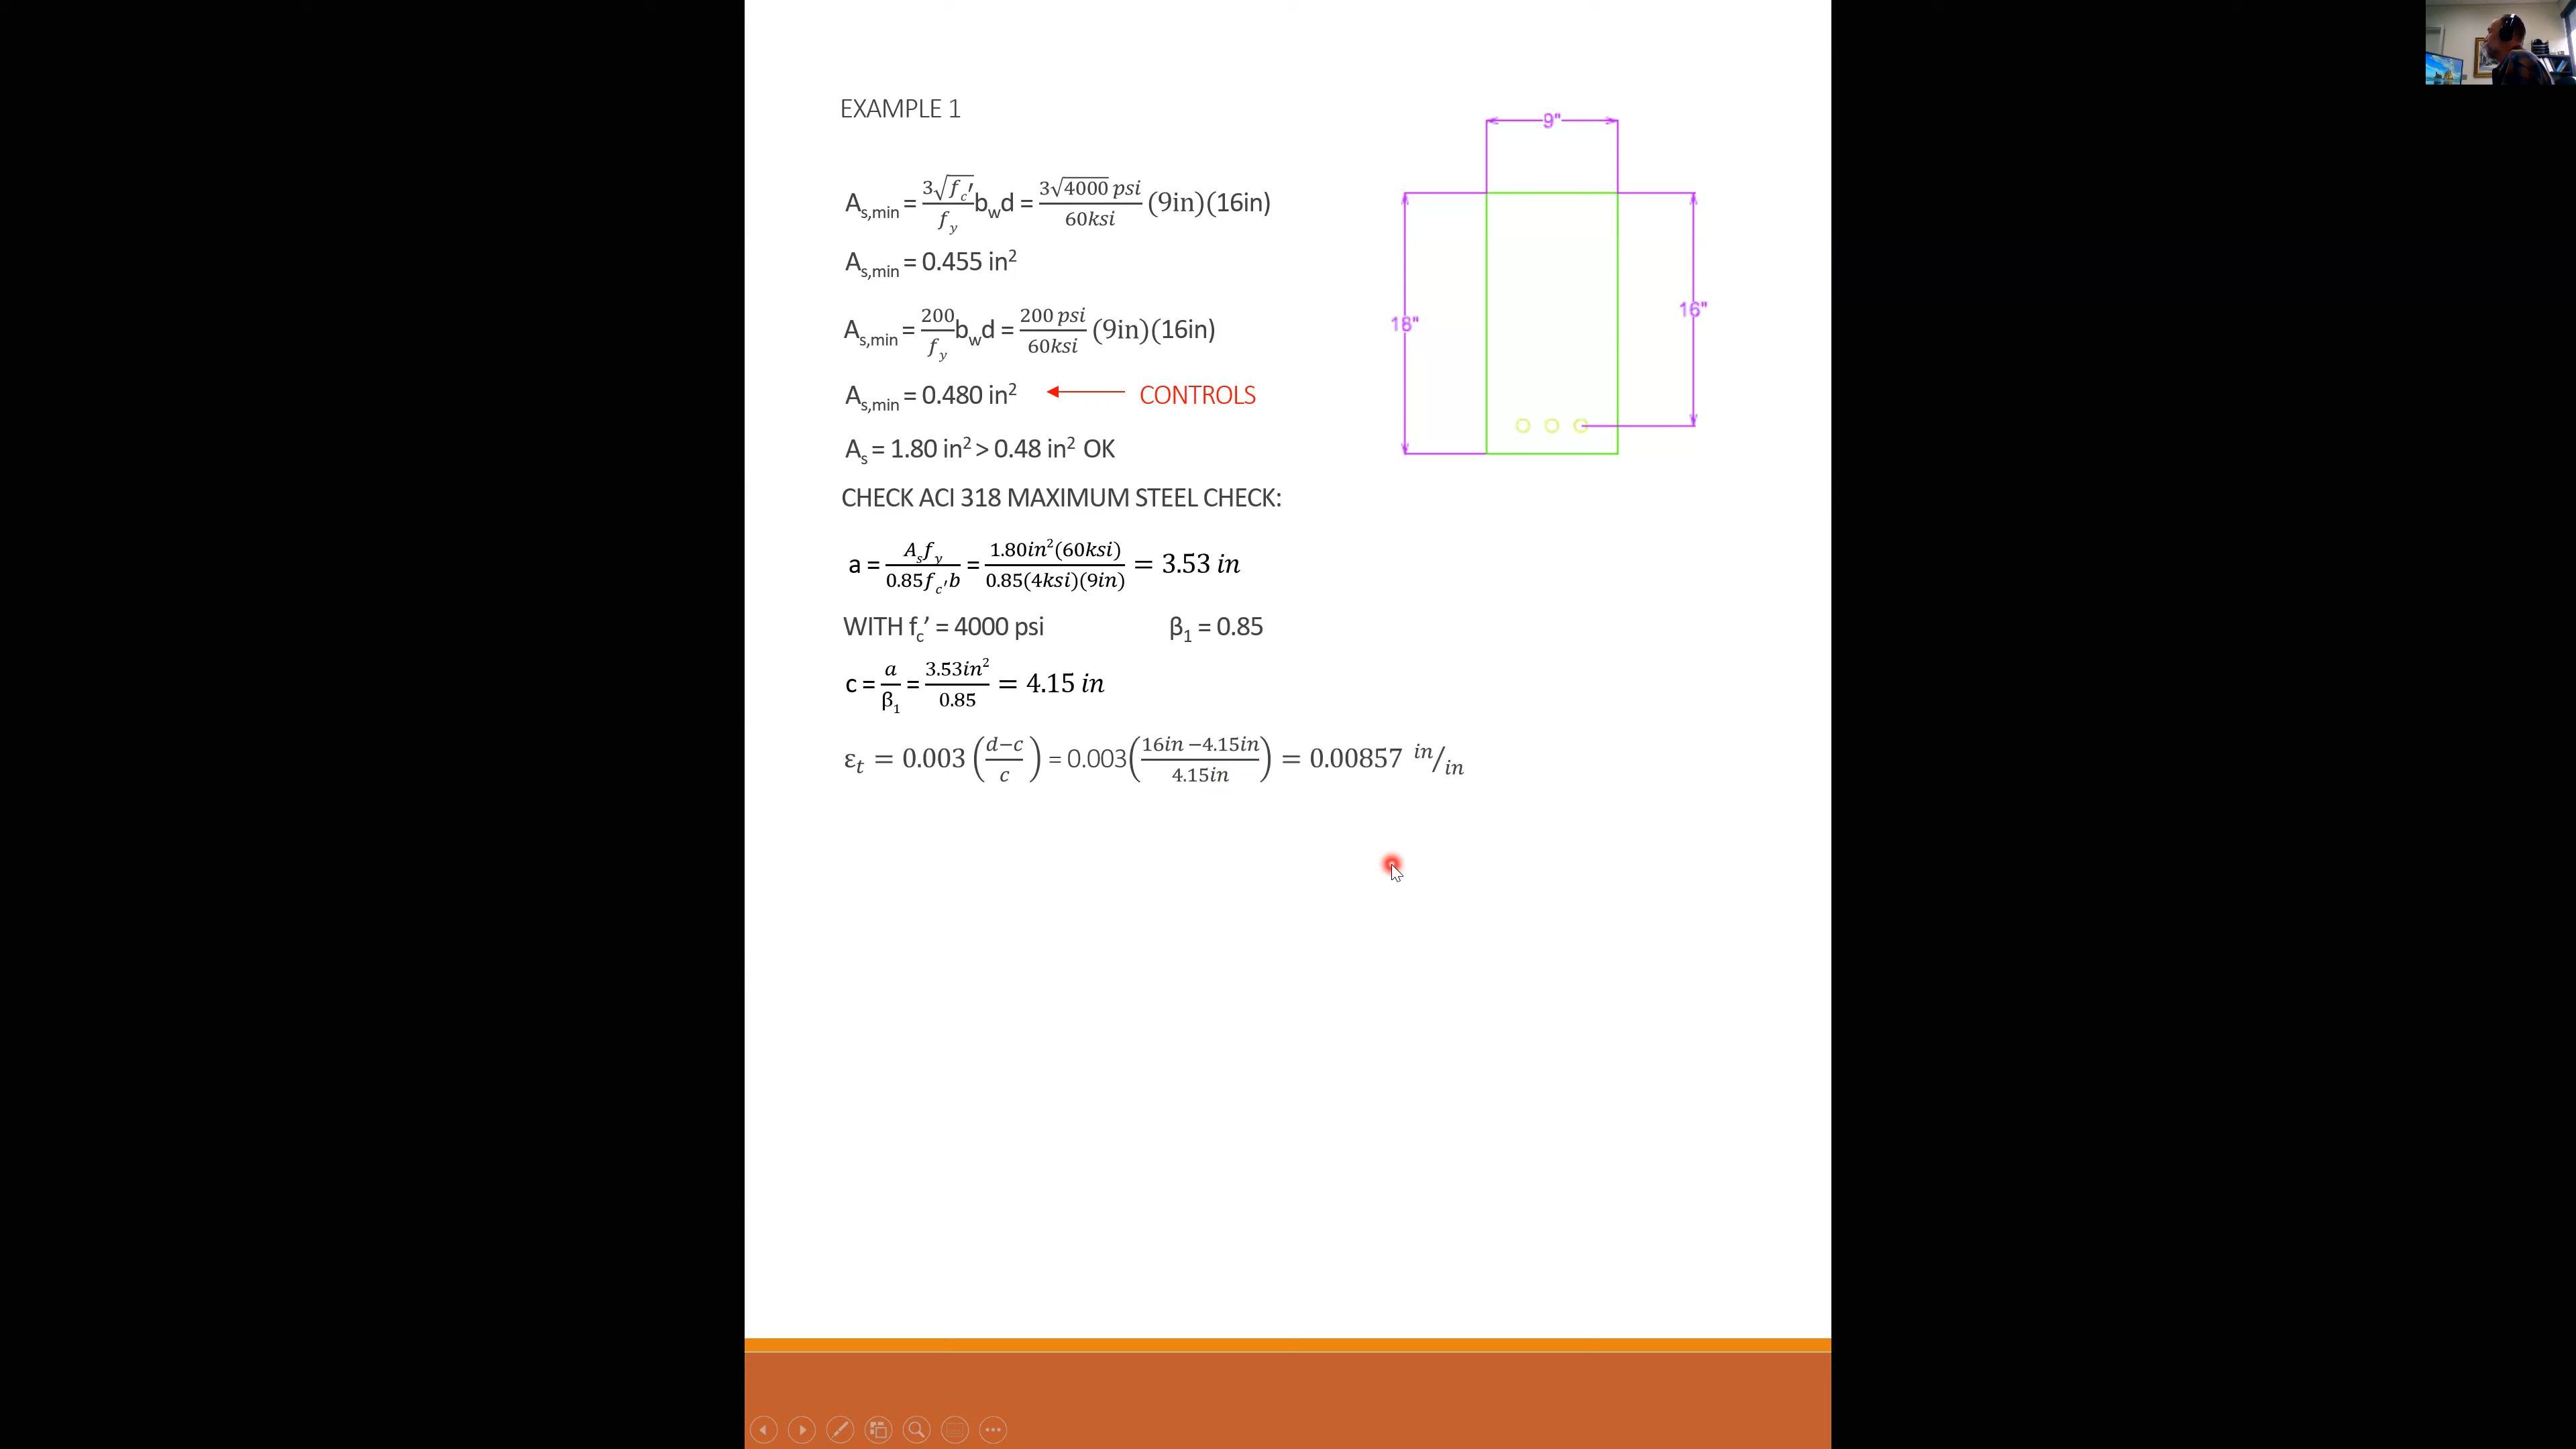 EXAMPLE 1
9"
A_s,min = (3√f_c′)/(f_y) b_w d = (3√4000 psi)/(60ksi) (9in)(16in)
A_s,min = 0.455 in²
18"
16"
A_s,min = 200/f_y b_w d = (200 psi)/(60ksi) (9in)(16in)
A_s,min = 0.480 in² CONTROLS
A_s = 1.80 in² > 0.48 in² OK
CHECK ACI 318 MAXIMUM STEEL CHECK:
a = (A_s f_y)/(0.85f_c′b) = (1.80in²(60ksi))/(0.85(4ksi)(9in)) = 3.53 in
WITH f_c’ = 4000 psi β₁ = 0.85
c = a/β₁ = (3.53in²)/(0.85) = 4.15 in
ε_t = 0.003 ((d−c)/c) = 0.003((16in −4.15in)/(4.15in)) = 0.00857 in/in